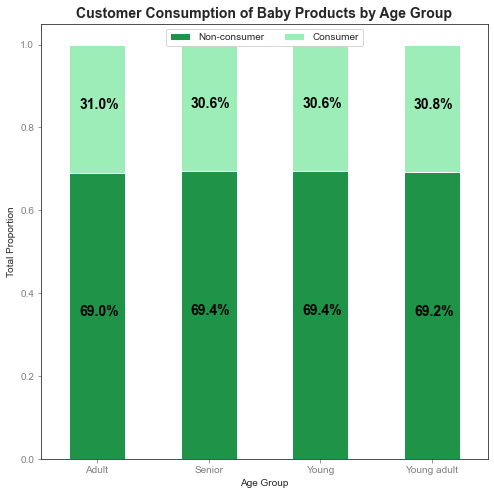 Customer Consumption of Baby Products by Age Group
Non-consumer Consumer
1.0
0.8
0.6
0.4
0.2
0.0
Total Proportion
31.0% 30.6% 30.6% 30.8%
69.0% 69.4% 69.4% 69.2%
Adult Senior Young Young adult
Age Group